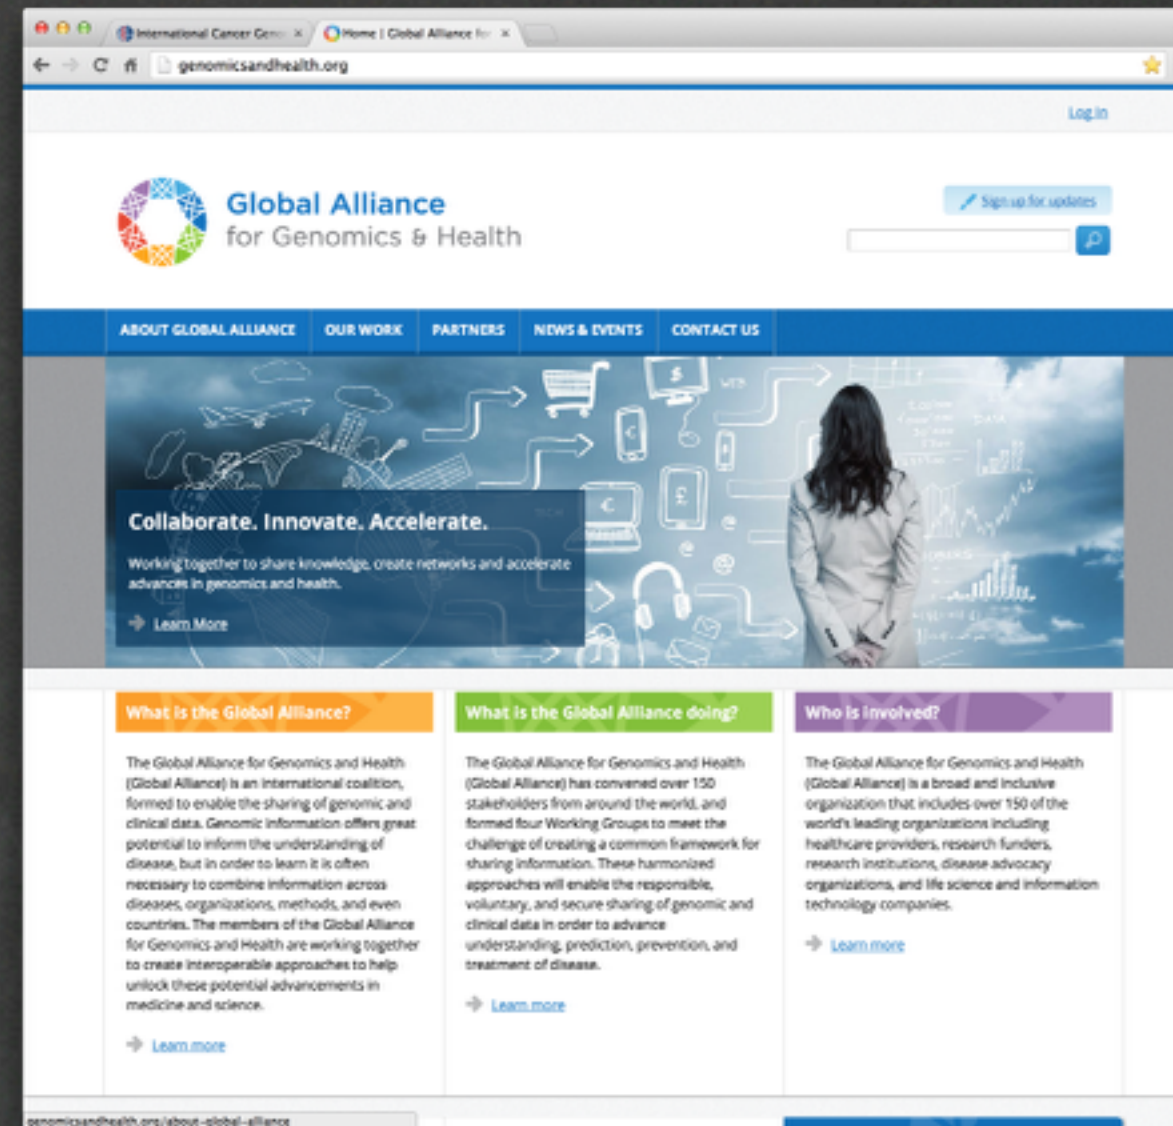 International Cancer Geno
Home | Global Alliance for
genomicsandhealth.org
Log in
Global Alliance
for Genomics & Health
Sign up for updates
ABOUT GLOBAL ALLIANCE
OUR WORK
PARTNERS
NEWS & EVENTS
CONTACT US
$
WEB
€
DATA
£
€
@
e
@
Collaborate. Innovate. Accelerate.
Working together to share knowledge, create networks and accelerate
advances in genomics and health.
Learn More
What is the Global Alliance?
The Global Alliance for Genomics and Health
(Global Alliance) is an international coalition,
formed to enable the sharing of genomic and
clinical data. Genomic information offers great
potential to inform the understanding of
disease, but in order to learn it is often
necessary to combine information across
diseases, organizations, methods, and even
countries. The members of the Global Alliance
for Genomics and Health are working together
to create interoperable approaches to help
unlock these potential advancements in
medicine and science.
Learn more
What is the Global Alliance doing?
The Global Alliance for Genomics and Health
(Global Alliance) has convened over 150
stakeholders from around the world, and
formed four Working Groups to meet the
challenge of creating a common framework for
sharing information. These harmonized
approaches will enable the responsible,
voluntary, and secure sharing of genomic and
clinical data in order to advance
understanding, prediction, prevention, and
treatment of disease.
Learn more
Who is involved?
The Global Alliance for Genomics and Health
(Global Alliance) is a broad and inclusive
organization that includes over 150 of the
world's leading organizations including
healthcare providers, research funders,
research institutions, disease advocacy
organizations, and life science and information
technology companies.
Learn more
genomicsandhealth.org/about-global-alliance